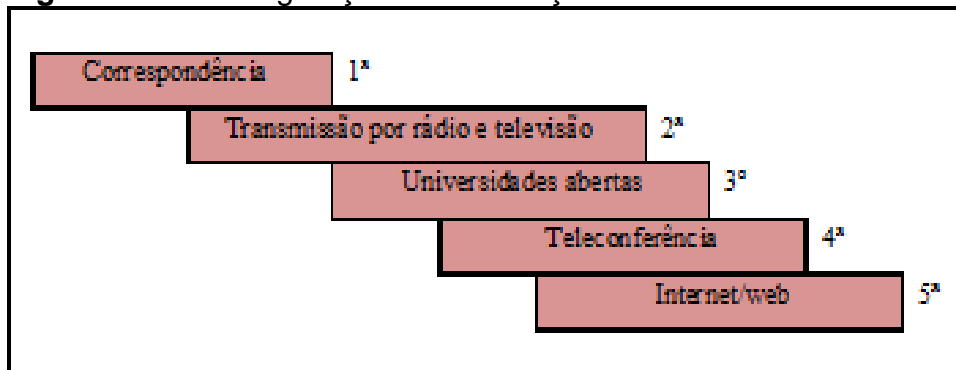 Correspondência 1ª
Transmissão por rádio e televisão 2ª
Universidades abertas 3ª
Teleconferência 4ª
Internet/web 5ª